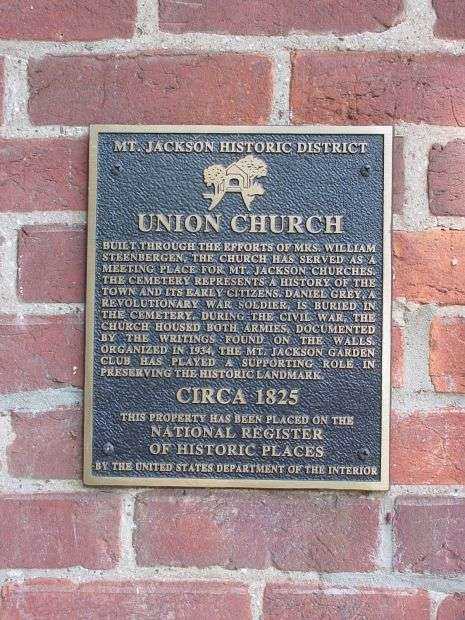 MT. JACKSON HISTORIC DISTRICT
UNION CHURCH
BUILT THROUGH THE EFFORTS OF MRS. WILLIAM
STEENBERGEN, THE CHURCH HAS SERVED AS A
MEETING PLACE FOR MT. JACKSON CHURCHES.
THE CEMETERY REPRESENTS A HISTORY OF THE
TOWN AND ITS EARLY CITIZENS. DANIEL GREY, A
REVOLUTIONARY WAR SOLDIER, IS BURIED IN
THE CEMETERY. DURING THE CIVIL WAR, THE
CHURCH HOUSED BOTH ARMIES, DOCUMENTED
BY THE WRITINGS FOUND ON THE WALLS.
ORGANIZED IN 1934, THE MT. JACKSON GARDEN
CLUB HAS PLAYED A SUPPORTING ROLE IN
PRESERVING THE HISTORIC LANDMARK.
CIRCA 1825
THIS PROPERTY HAS BEEN PLACED ON THE
NATIONAL REGISTER
OF HISTORIC PLACES
BY THE UNITED STATES DEPARTMENT OF THE INTERIOR